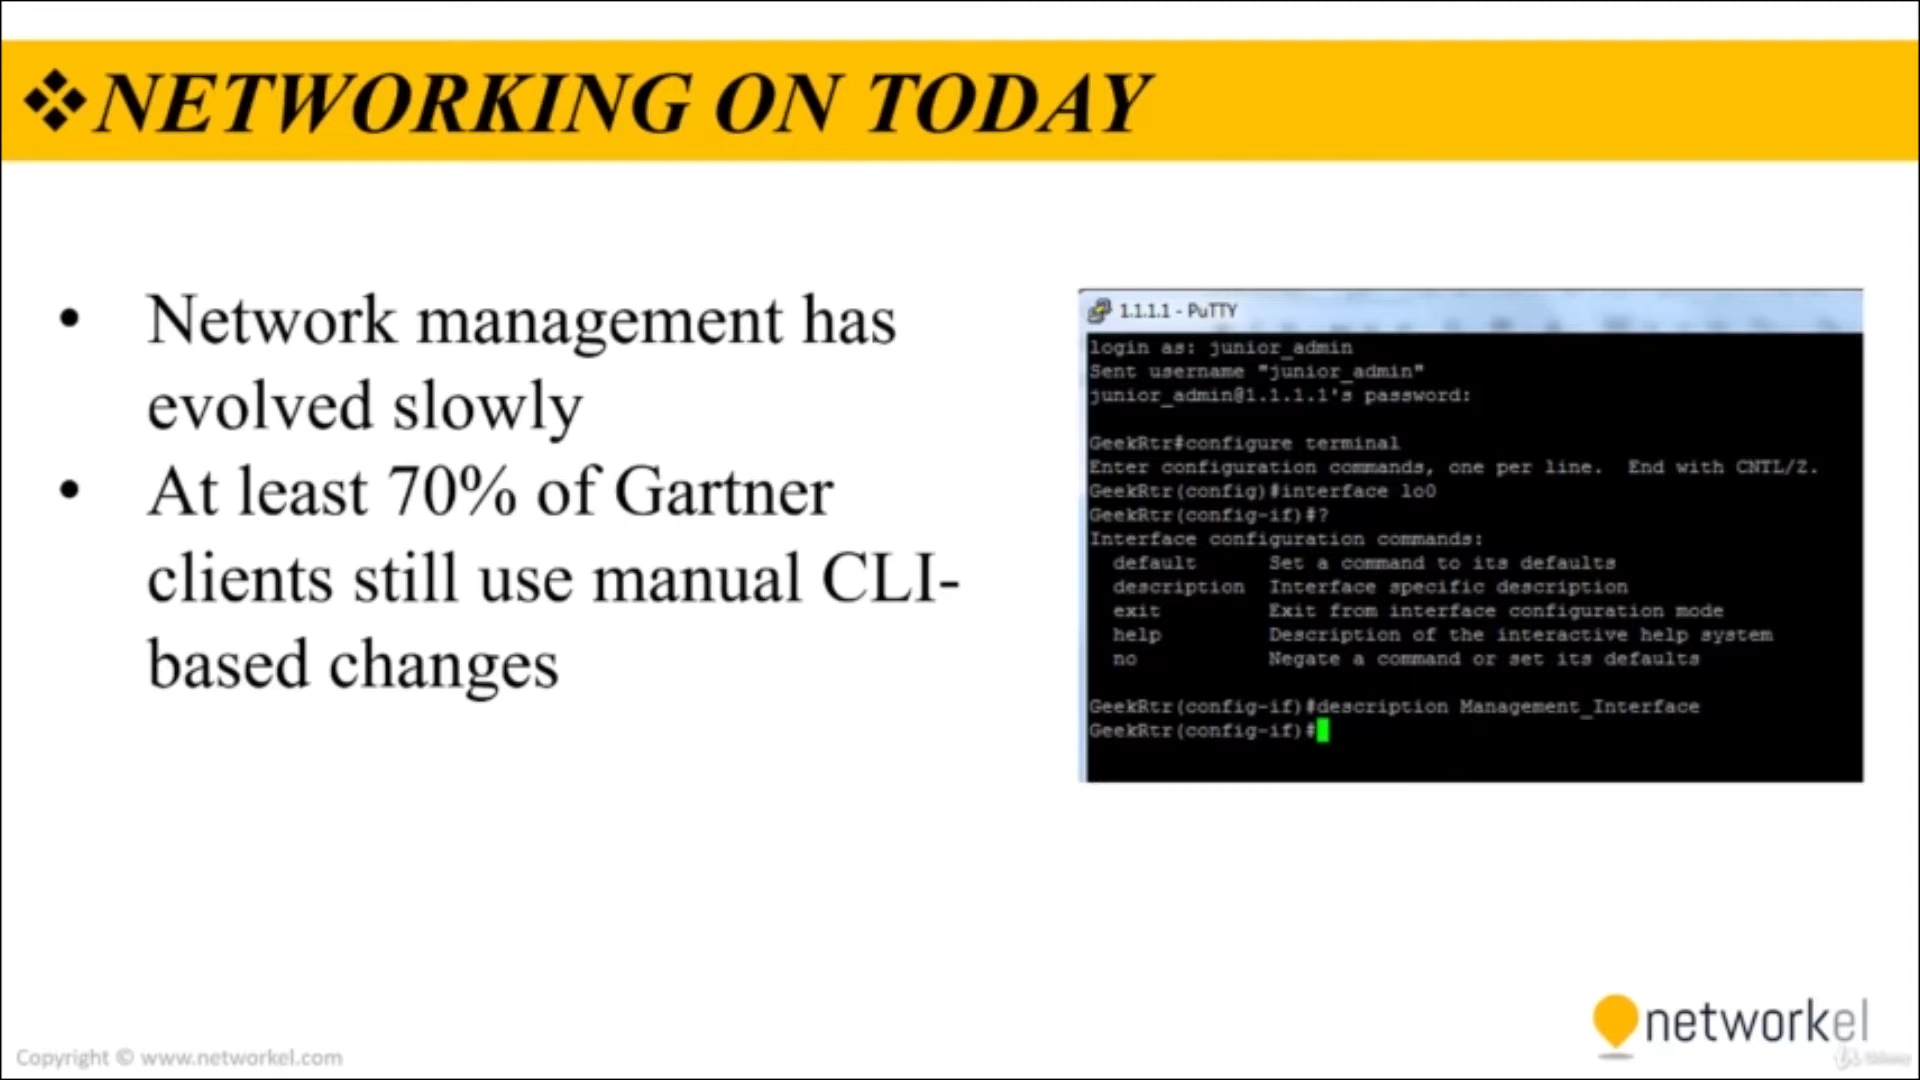 ❖NETWORKING ON TODAY
• Network management has
evolved slowly
• At least 70% of Gartner
clients still use manual CLI-
based changes
1.1.1.1 - PuTTY
login as: junior_admin
Sent username "junior_admin"
junior_admin@1.1.1.1's password:
GeekRtr#configure terminal
Enter configuration commands, one per line.  End with CNTL/Z.
GeekRtr(config)#interface lo0
GeekRtr(config-if)#?
Interface configuration commands:
default      Set a command to its defaults
description  Interface specific description
exit         Exit from interface configuration mode
help         Description of the interactive help system
no           Negate a command or set its defaults
GeekRtr(config-if)#description Management_Interface
GeekRtr(config-if)#
networkel
Copyright © www.networkel.com
Udemy